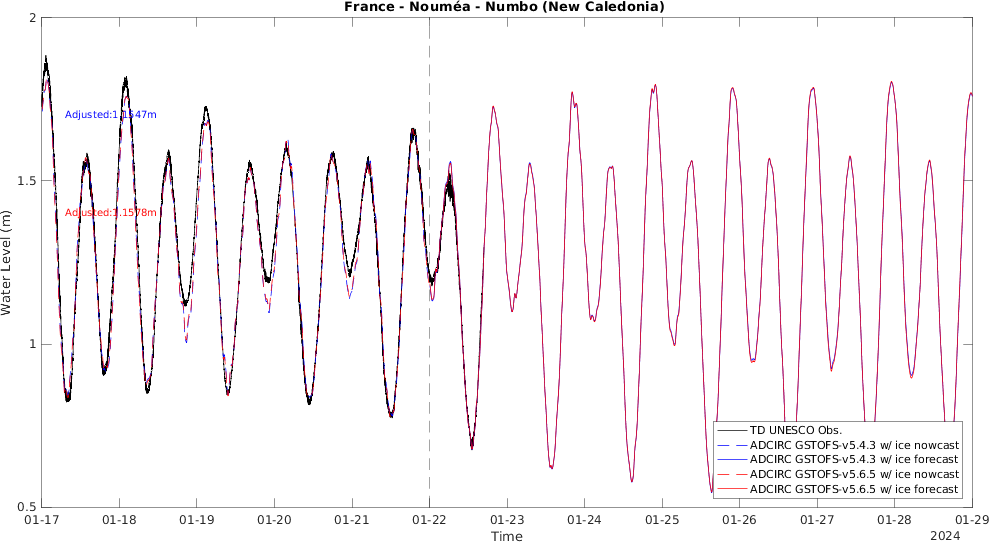 France - Nouméa - Numbo (New Caledonia)
2
1.5
1
0.5
Water Level (m)
Adjusted:1.1547m
Adjusted:1.1578m
TD UNESCO Obs.
ADCIRC GSTOFS-v5.4.3 w/ ice nowcast
ADCIRC GSTOFS-v5.4.3 w/ ice forecast
ADCIRC GSTOFS-v5.6.5 w/ ice nowcast
ADCIRC GSTOFS-v5.6.5 w/ ice forecast
01-17 01-18 01-19 01-20 01-21 01-22 01-23 01-24 01-25 01-26 01-27 01-28 01-29
Time
2024